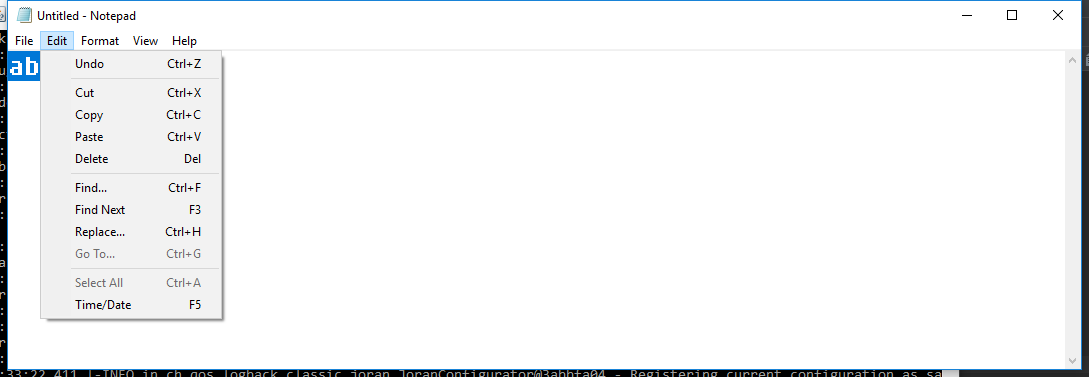 Untitled - Notepad
File Edit Format View Help
ab
Undo Ctrl+Z
Cut Ctrl+X
Copy Ctrl+C
Paste Ctrl+V
Delete Del
Find... Ctrl+F
Find Next F3
Replace... Ctrl+H
Go To... Ctrl+G
Select All Ctrl+A
Time/Date F5
:33:22,411 |-INFO in ch.qos.logback.classic.joran.JoranConfigurator@3abbfa04 - Registering current configuration as sa